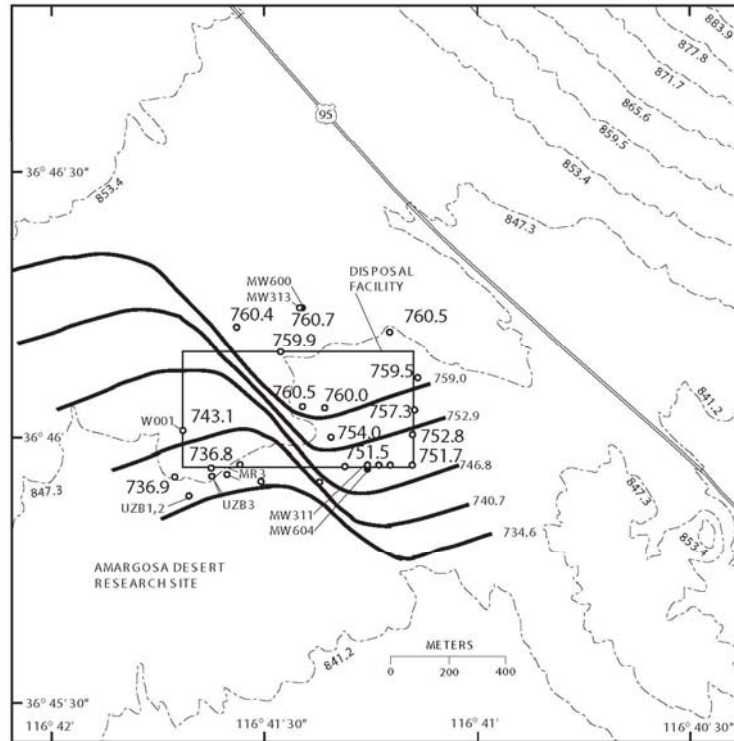 883.9
877.8
871.7
865.6
859.5
853.4
847.3
95
36° 46' 30"
853.4
DISPOSAL
FACILITY
MW600
MW313
760.4
760.7
760.5
759.9
759.5
759.0
760.5
760.0
757.3
752.9
841.2
W001
743.1
754.0
752.8
36° 46'
736.8
751.5
751.7
746.8
847.3
736.9
MR3
UZB1,2
UZB3
MW311
MW604
740.7
734.6
847.3
853.4
AMARGOSA DESERT
RESEARCH SITE
841.2
METERS
0 200 400
36° 45' 30"
116° 42' 116° 41' 30" 116° 41' 116° 40' 30"